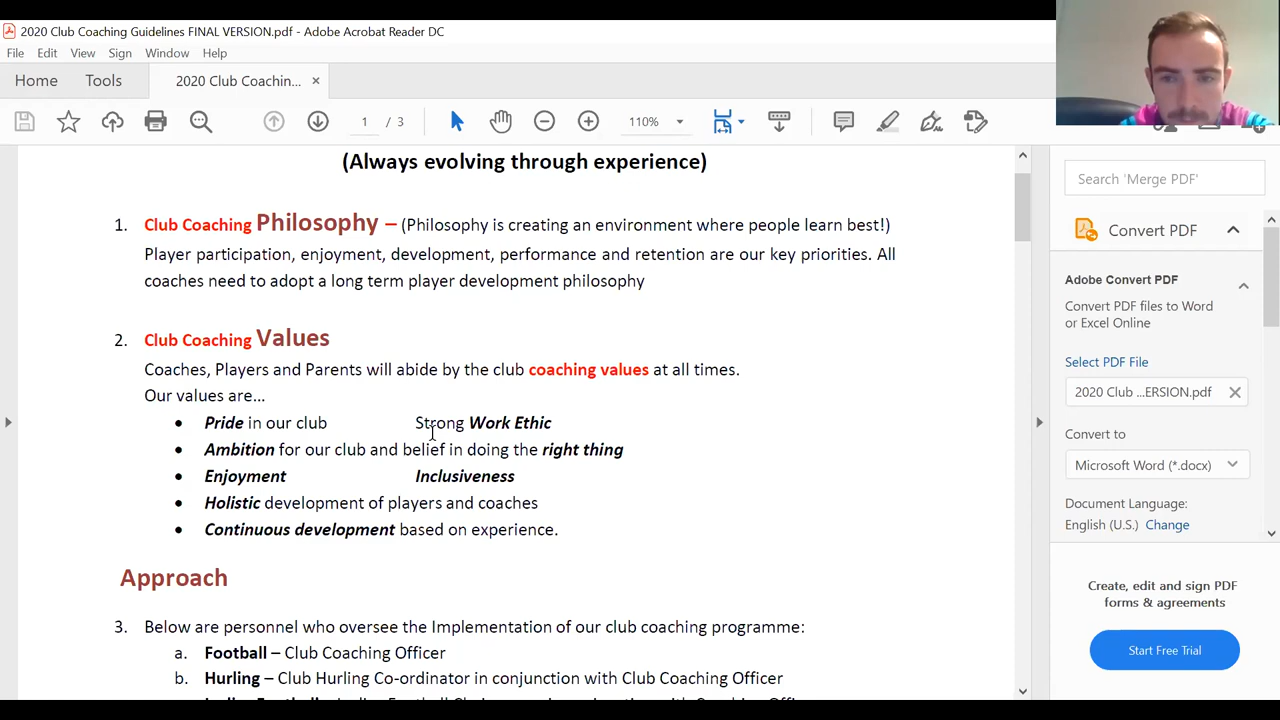 2020 Club Coaching Guidelines FINAL VERSION.pdf - Adobe Acrobat Reader DC
File Edit View Sign Window Help
Home Tools 2020 Club Coachin... ×
1 / 3 110%
(Always evolving through experience)
1. Club Coaching Philosophy – (Philosophy is creating an environment where people learn best!)
Player participation, enjoyment, development, performance and retention are our key priorities. All
coaches need to adopt a long term player development philosophy
2. Club Coaching Values
Coaches, Players and Parents will abide by the club coaching values at all times.
Our values are...
• Pride in our club Strong Work Ethic
• Ambition for our club and belief in doing the right thing
• Enjoyment Inclusiveness
• Holistic development of players and coaches
• Continuous development based on experience.
Approach
3. Below are personnel who oversee the Implementation of our club coaching programme:
a. Football – Club Coaching Officer
b. Hurling – Club Hurling Co-ordinator in conjunction with Club Coaching Officer
Search 'Merge PDF'
Convert PDF
Adobe Convert PDF
Convert PDF files to Word
or Excel Online
Select PDF File
2020 Club ...ERSION.pdf
Convert to
Microsoft Word (*.docx)
Document Language:
English (U.S.) Change
Create, edit and sign PDF
forms & agreements
Start Free Trial